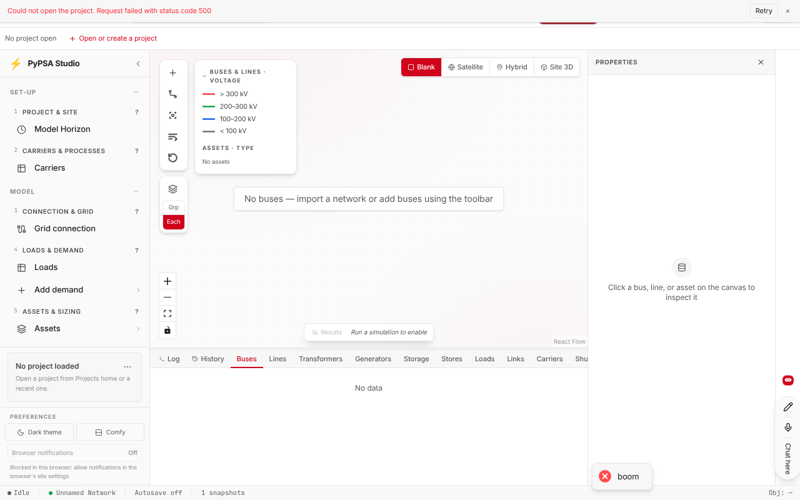 Could not open the project. Request failed with status code 500
Retry
×
No project open
+ Open or create a project
PyPSA Studio
SET-UP
1 PROJECT & SITE ?
Model Horizon
2 CARRIERS & PROCESSES ?
Carriers
MODEL
3 CONNECTION & GRID ?
Grid connection
4 LOADS & DEMAND ?
Loads
Add demand
5 ASSETS & SIZING ?
Assets
No project loaded
Open a project from Projects home or a
recent one.
PREFERENCES
Dark theme
Comfy
Browser notifications Off
Blocked in this browser: allow notifications in the
browser's site settings
Grp
Each
BUSES & LINES ·
VOLTAGE
> 300 kV
200–300 kV
100–200 kV
< 100 kV
ASSETS · TYPE
No assets
Blank
Satellite
Hybrid
Site 3D
No buses — import a network or add buses using the toolbar
Results Run a simulation to enable
React Flow
Log
History
Buses
Lines
Transformers
Generators
Storage
Stores
Loads
Links
Carriers
Shu
No data
PROPERTIES
Click a bus, line, or asset on the canvas to
inspect it
Chat here
boom
Idle
Unnamed Network
Autosave off
1 snapshots
Obj: —